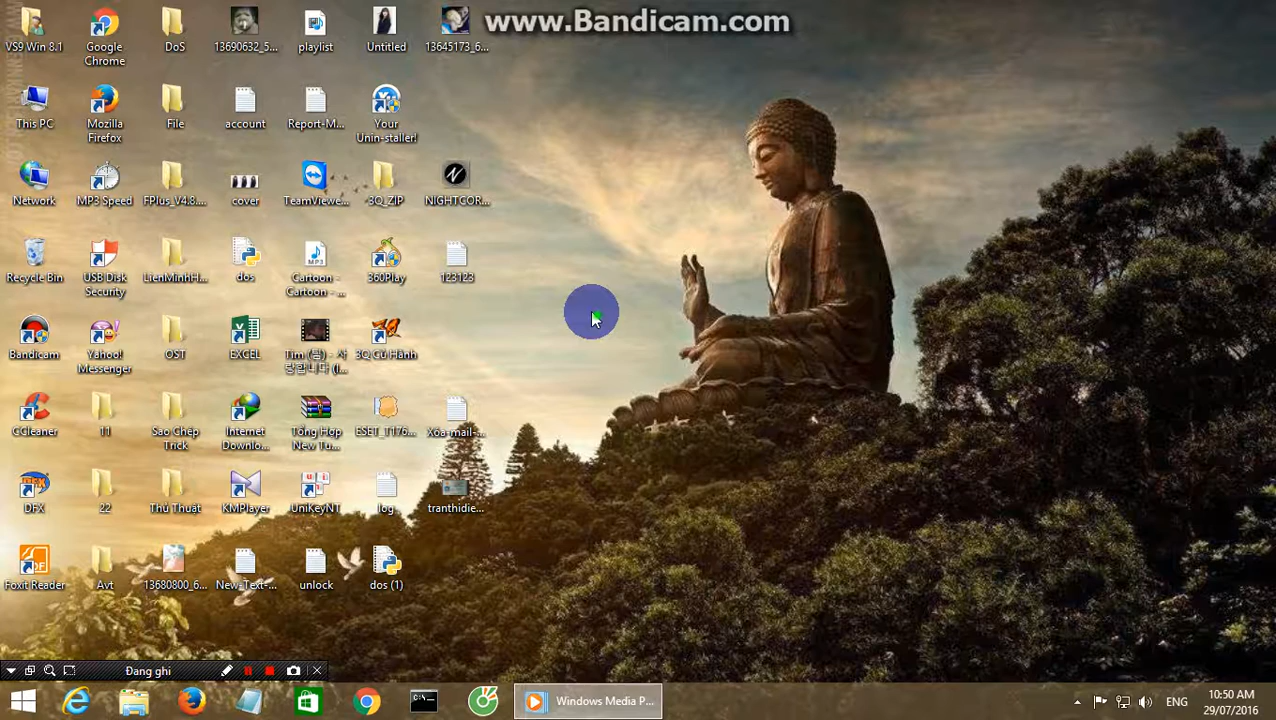 www.Bandicam.com
VS9 Win 8.1
Google Chrome
DoS
13690632_5...
playlist
Untitled
13645173_6...
This PC
Mozilla Firefox
File
account
Report-M...
Your Unin-staller!
Network
MP3 Speed
FPlus_V4.8....
cover
TeamViewe...
3Q_ZIP
NIGHTCOR...
Recycle Bin
USB Disk Security
LienMinhH...
dos
Cartoon - Cartoon - ...
360Play
123123
Bandicam
Yahoo! Messenger
OST
EXCEL
3Q Củ Hành
CCleaner
11
Sao Chép Trick
Internet Downlo...
Tổng Hợp New Tu...
ESET_T176...
Xóa-mail-...
DFX
22
Thủ Thuật
KMPlayer
UniKeyNT
log
tranthidie...
Foxit Reader
Avt
13680800_6...
New-Text-...
unlock
dos (1)
Đang ghi
Windows Media P...
ENG
10:50 AM
29/07/2016